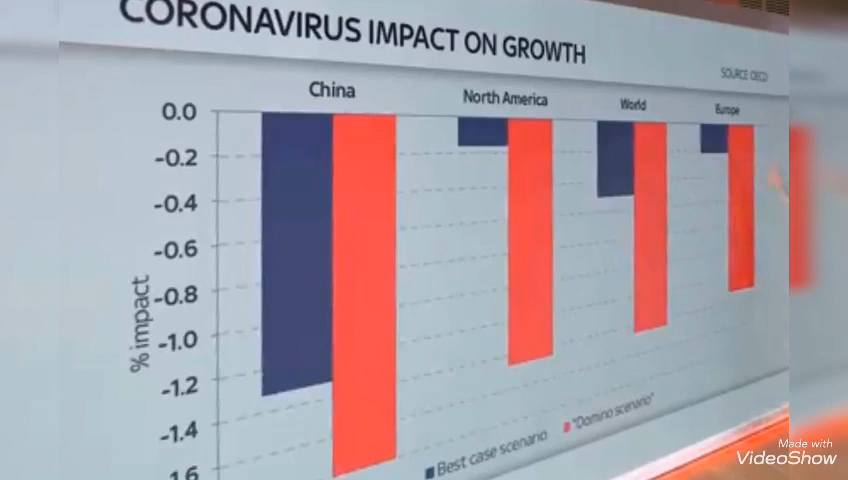 CORONAVIRUS IMPACT ON GROWTH
SOURCE OECD
China
North America
World
Europe
0.0
-0.2
-0.4
-0.6
-0.8
-1.0
-1.2
-1.4
1.6
% impact
Best case scenario
"Domino scenario"
Made with
VideoShow